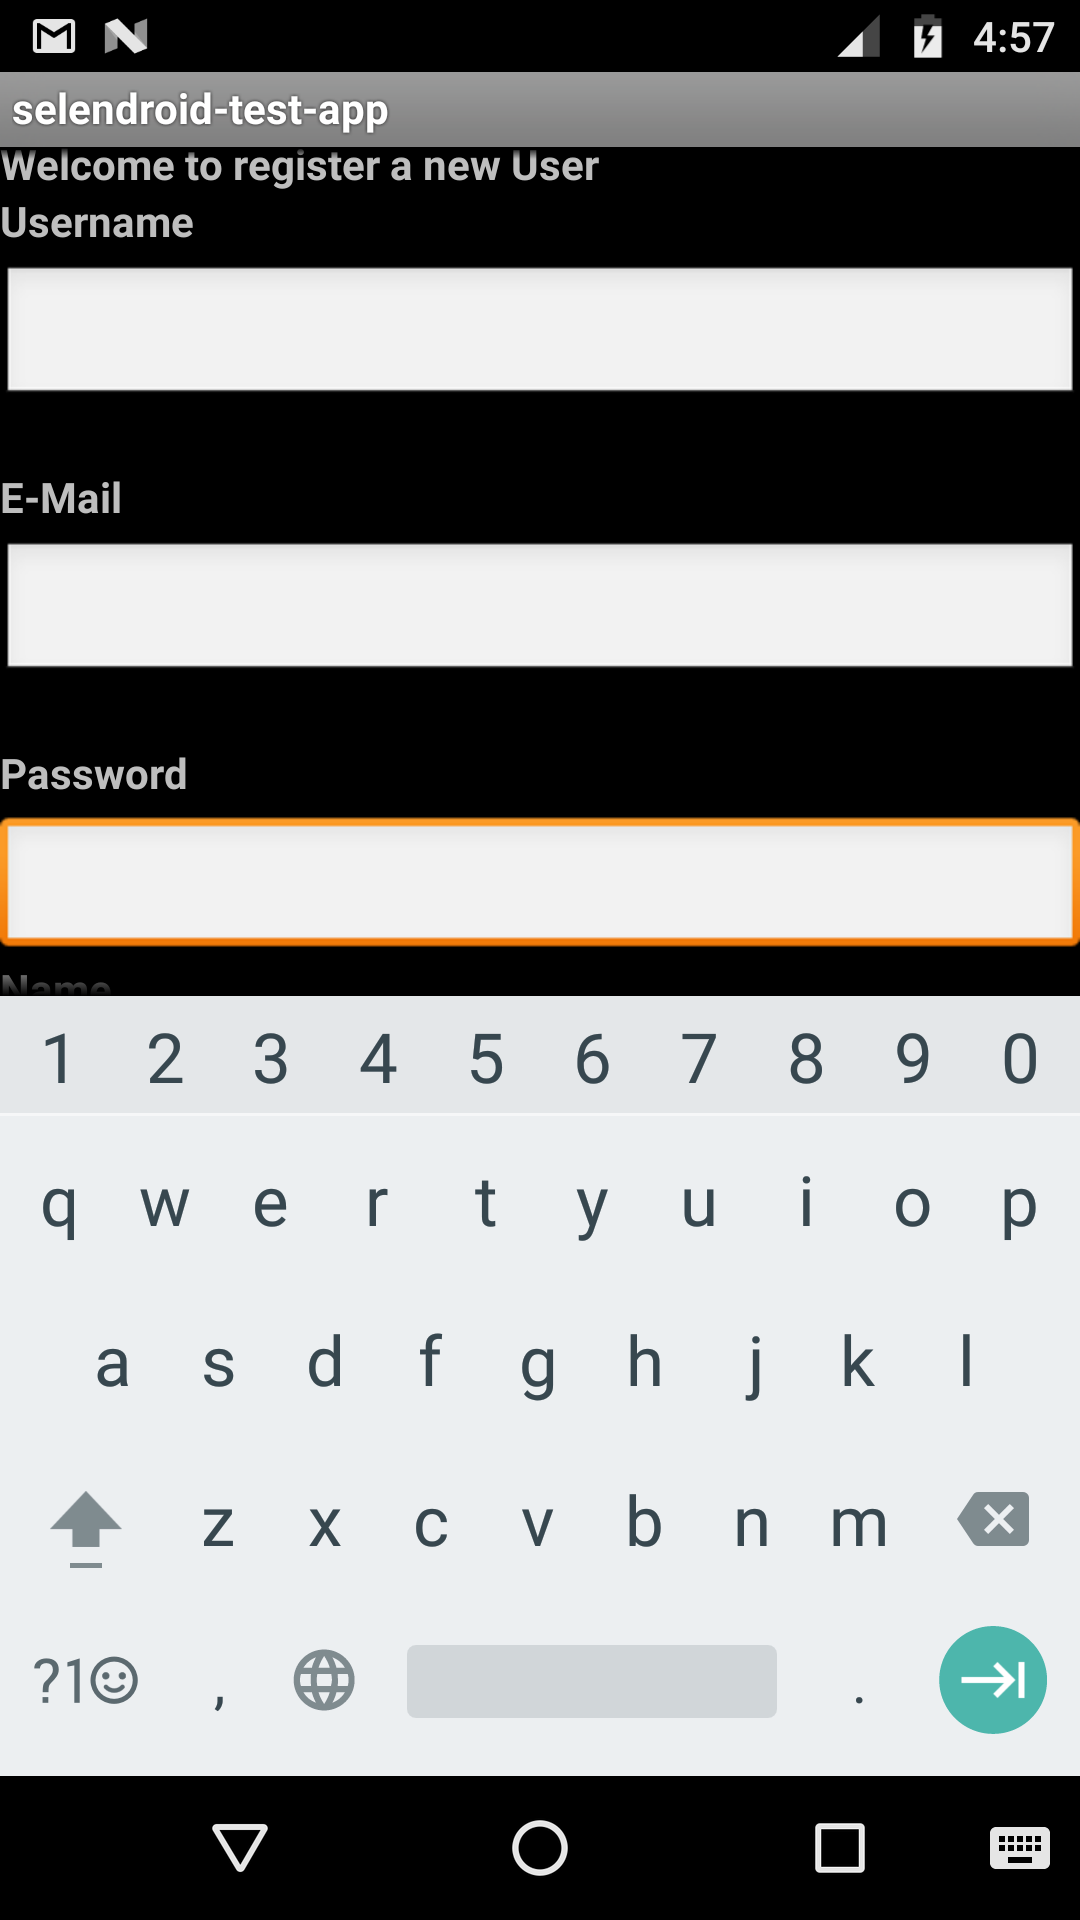 4:57
selendroid-test-app
Welcome to register a new User
Username
E-Mail
Password
Name
1 2 3 4 5 6 7 8 9 0
q w e r t y u i o p
a s d f g h j k l
z x c v b n m
?1☺ , .